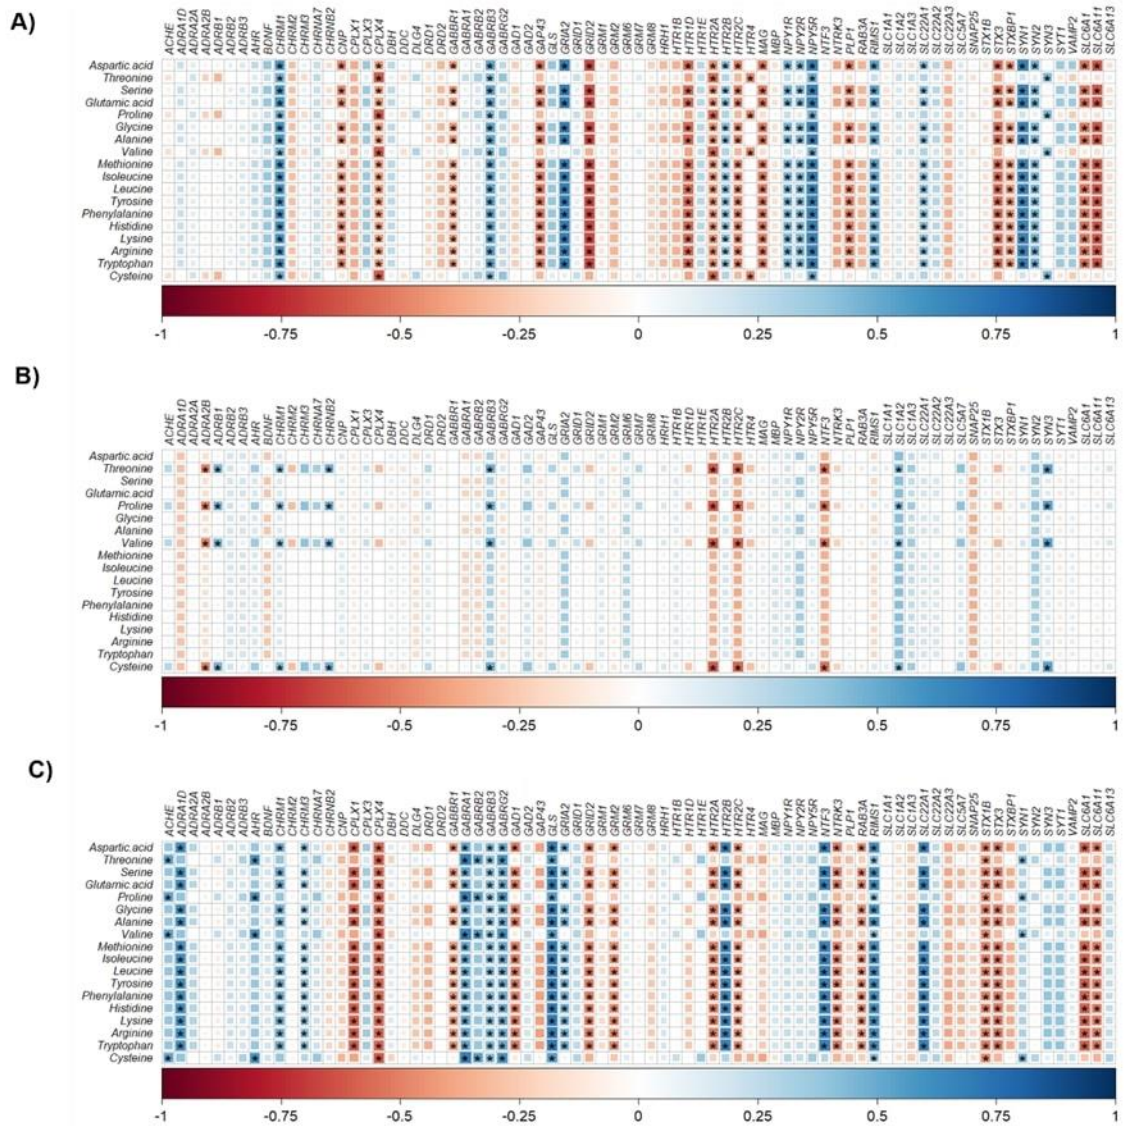 A)
ACHE ADRA1D ADRA2A ADRA2B ADRB1 ADRB2 ADRB3 AHR BDNF CHRM1 CHRM2 CHRM3 CHRNA7 CHRNB2 CNP CPLX1 CPLX3 CPLX4 DBH DDC DLG4 DRD1 DRD2 GABBR1 GABRA1 GABRB2 GABRB3 GABRG2 GAD1 GAD2 GAP43 GLS GRIA2 GRID1 GRID2 GRM1 GRM2 GRM6 GRM7 GRM8 HRH1 HTR1B HTR1D HTR1E HTR2A HTR2B HTR2C HTR4 MAG MBP NPY1R NPY2R NPY5R NTF3 NTRK3 PLP1 RAB3A RIMS1 SLC1A1 SLC1A2 SLC1A3 SLC22A1 SLC22A2 SLC22A3 SLC5A7 SNAP25 STX1B STX3 STXBP1 SYN1 SYN2 SYN3 SYT1 VAMP2 SLC6A1 SLC6A11 SLC6A13
Aspartic.acid
Threonine
Serine
Glutamic.acid
Proline
Glycine
Alanine
Valine
Methionine
Isoleucine
Leucine
Tyrosine
Phenylalanine
Histidine
Lysine
Arginine
Tryptophan
Cysteine
-1 -0.75 -0.5 -0.25 0 0.25 0.5 0.75 1
B)
ACHE ADRA1D ADRA2A ADRA2B ADRB1 ADRB2 ADRB3 AHR BDNF CHRM1 CHRM2 CHRM3 CHRNA7 CHRNB2 CNP CPLX1 CPLX3 CPLX4 DBH DDC DLG4 DRD1 DRD2 GABBR1 GABRA1 GABRB2 GABRB3 GABRG2 GAD1 GAD2 GAP43 GLS GRIA2 GRID1 GRID2 GRM1 GRM2 GRM6 GRM7 GRM8 HRH1 HTR1B HTR1D HTR1E HTR2A HTR2B HTR2C HTR4 MAG MBP NPY1R NPY2R NPY5R NTF3 NTRK3 PLP1 RAB3A RIMS1 SLC1A1 SLC1A2 SLC1A3 SLC22A1 SLC22A2 SLC22A3 SLC5A7 SNAP25 STX1B STX3 STXBP1 SYN1 SYN2 SYN3 SYT1 VAMP2 SLC6A1 SLC6A11 SLC6A13
Aspartic.acid
Threonine
Serine
Glutamic.acid
Proline
Glycine
Alanine
Valine
Methionine
Isoleucine
Leucine
Tyrosine
Phenylalanine
Histidine
Lysine
Arginine
Tryptophan
Cysteine
-1 -0.75 -0.5 -0.25 0 0.25 0.5 0.75 1
C)
ACHE ADRA1D ADRA2A ADRA2B ADRB1 ADRB2 ADRB3 AHR BDNF CHRM1 CHRM2 CHRM3 CHRNA7 CHRNB2 CNP CPLX1 CPLX3 CPLX4 DBH DDC DLG4 DRD1 DRD2 GABBR1 GABRA1 GABRB2 GABRB3 GABRG2 GAD1 GAD2 GAP43 GLS GRIA2 GRID1 GRID2 GRM1 GRM2 GRM6 GRM7 GRM8 HRH1 HTR1B HTR1D HTR1E HTR2A HTR2B HTR2C HTR4 MAG MBP NPY1R NPY2R NPY5R NTF3 NTRK3 PLP1 RAB3A RIMS1 SLC1A1 SLC1A2 SLC1A3 SLC22A1 SLC22A2 SLC22A3 SLC5A7 SNAP25 STX1B STX3 STXBP1 SYN1 SYN2 SYN3 SYT1 VAMP2 SLC6A1 SLC6A11 SLC6A13
Aspartic.acid
Threonine
Serine
Glutamic.acid
Proline
Glycine
Alanine
Valine
Methionine
Isoleucine
Leucine
Tyrosine
Phenylalanine
Histidine
Lysine
Arginine
Tryptophan
Cysteine
-1 -0.75 -0.5 -0.25 0 0.25 0.5 0.75 1